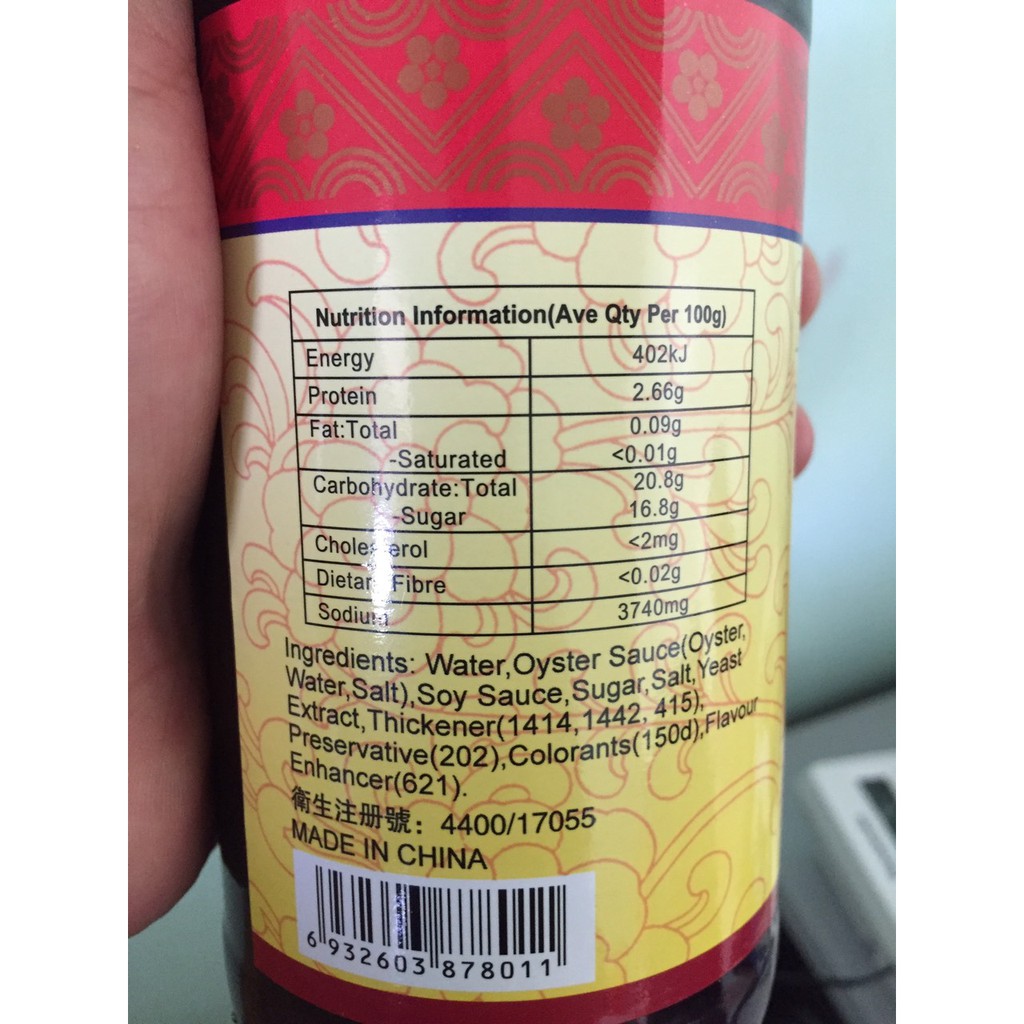 Nutrition Information(Ave Qty Per 100g)
Energy 402kJ
Protein 2.66g
Fat:Total 0.09g
-Saturated <0.01g
Carbohydrate:Total 20.8g
-Sugar 16.8g
Cholesterol <2mg
Dietary Fibre <0.02g
Sodium 3740mg
Ingredients: Water,Oyster Sauce(Oyster,
Water,Salt),Soy Sauce,Sugar,Salt,Yeast
Extract,Thickener(1414,1442, 415),
Preservative(202),Colorants(150d),Flavour
Enhancer(621).
衛生注册號：4400/17055
MADE IN CHINA
6 932603 878011